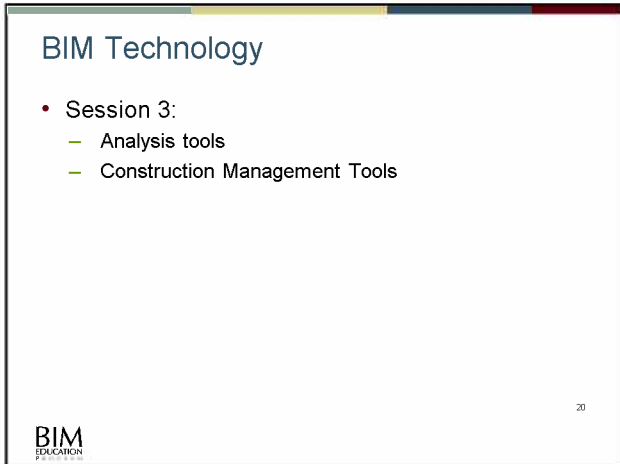 BIM Technology
• Session 3:
– Analysis tools
– Construction Management Tools
20
BIM
EDUCATION